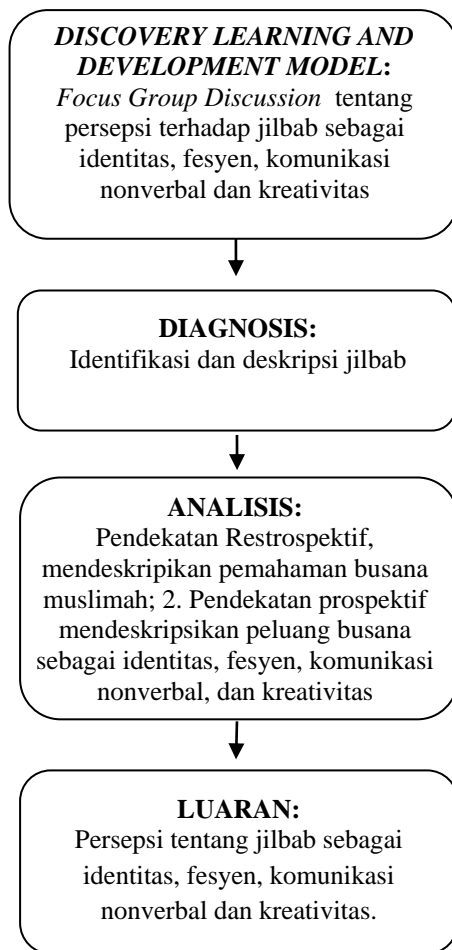 DISCOVERY LEARNING AND
DEVELOPMENT MODEL:
Focus Group Discussion tentang
persepsi terhadap jilbab sebagai
identitas, fesyen, komunikasi
nonverbal dan kreativitas
DIAGNOSIS:
Identifikasi dan deskripsi jilbab
ANALISIS:
Pendekatan Restrospektif,
mendeskripikan pemahaman busana
muslimah; 2. Pendekatan prospektif
mendeskripsikan peluang busana
sebagai identitas, fesyen, komunikasi
nonverbal, dan kreativitas
LUARAN:
Persepsi tentang jilbab sebagai
identitas, fesyen, komunikasi
nonverbal dan kreativitas.